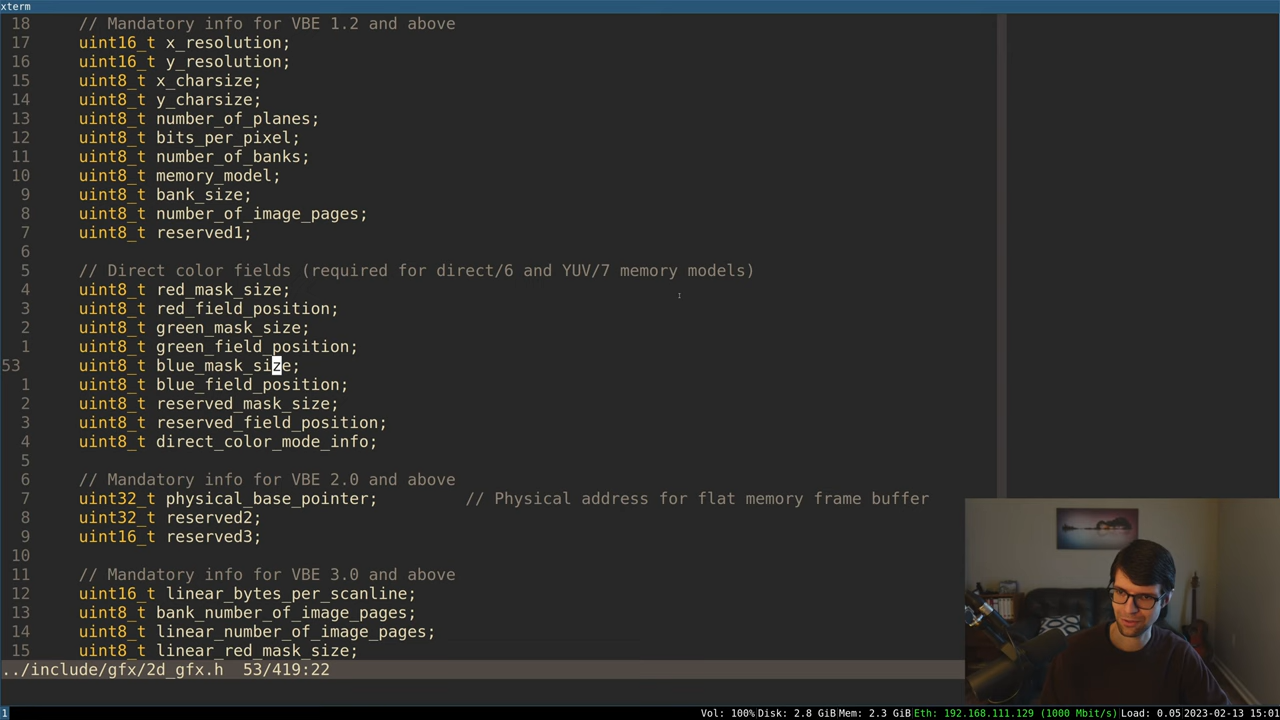 xterm
18 // Mandatory info for VBE 1.2 and above
17 uint16_t x_resolution;
16 uint16_t y_resolution;
15 uint8_t x_charsize;
14 uint8_t y_charsize;
13 uint8_t number_of_planes;
12 uint8_t bits_per_pixel;
11 uint8_t number_of_banks;
10 uint8_t memory_model;
9 uint8_t bank_size;
8 uint8_t number_of_image_pages;
7 uint8_t reserved1;
6
5 // Direct color fields (required for direct/6 and YUV/7 memory models)
4 uint8_t red_mask_size;
3 uint8_t red_field_position;
2 uint8_t green_mask_size;
1 uint8_t green_field_position;
53 uint8_t blue_mask_size;
1 uint8_t blue_field_position;
2 uint8_t reserved_mask_size;
3 uint8_t reserved_field_position;
4 uint8_t direct_color_mode_info;
5
6 // Mandatory info for VBE 2.0 and above
7 uint32_t physical_base_pointer; // Physical address for flat memory frame buffer
8 uint32_t reserved2;
9 uint16_t reserved3;
10
11 // Mandatory info for VBE 3.0 and above
12 uint16_t linear_bytes_per_scanline;
13 uint8_t bank_number_of_image_pages;
14 uint8_t linear_number_of_image_pages;
15 uint8_t linear_red_mask_size;
../include/gfx/2d_gfx.h 53/419:22
1 Vol: 100% Disk: 2.8 GiB Mem: 2.3 GiB Eth: 192.168.111.129 (1000 Mbit/s) Load: 0.05 2023-02-13 15:01